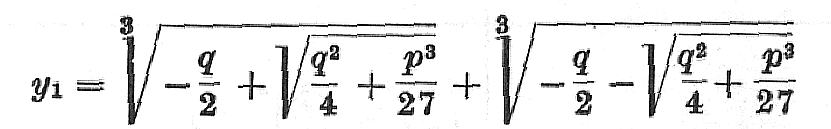 y₁ = ∛(−q/2 + √(q²/4 + p³/27)) + ∛(−q/2 − √(q²/4 + p³/27))